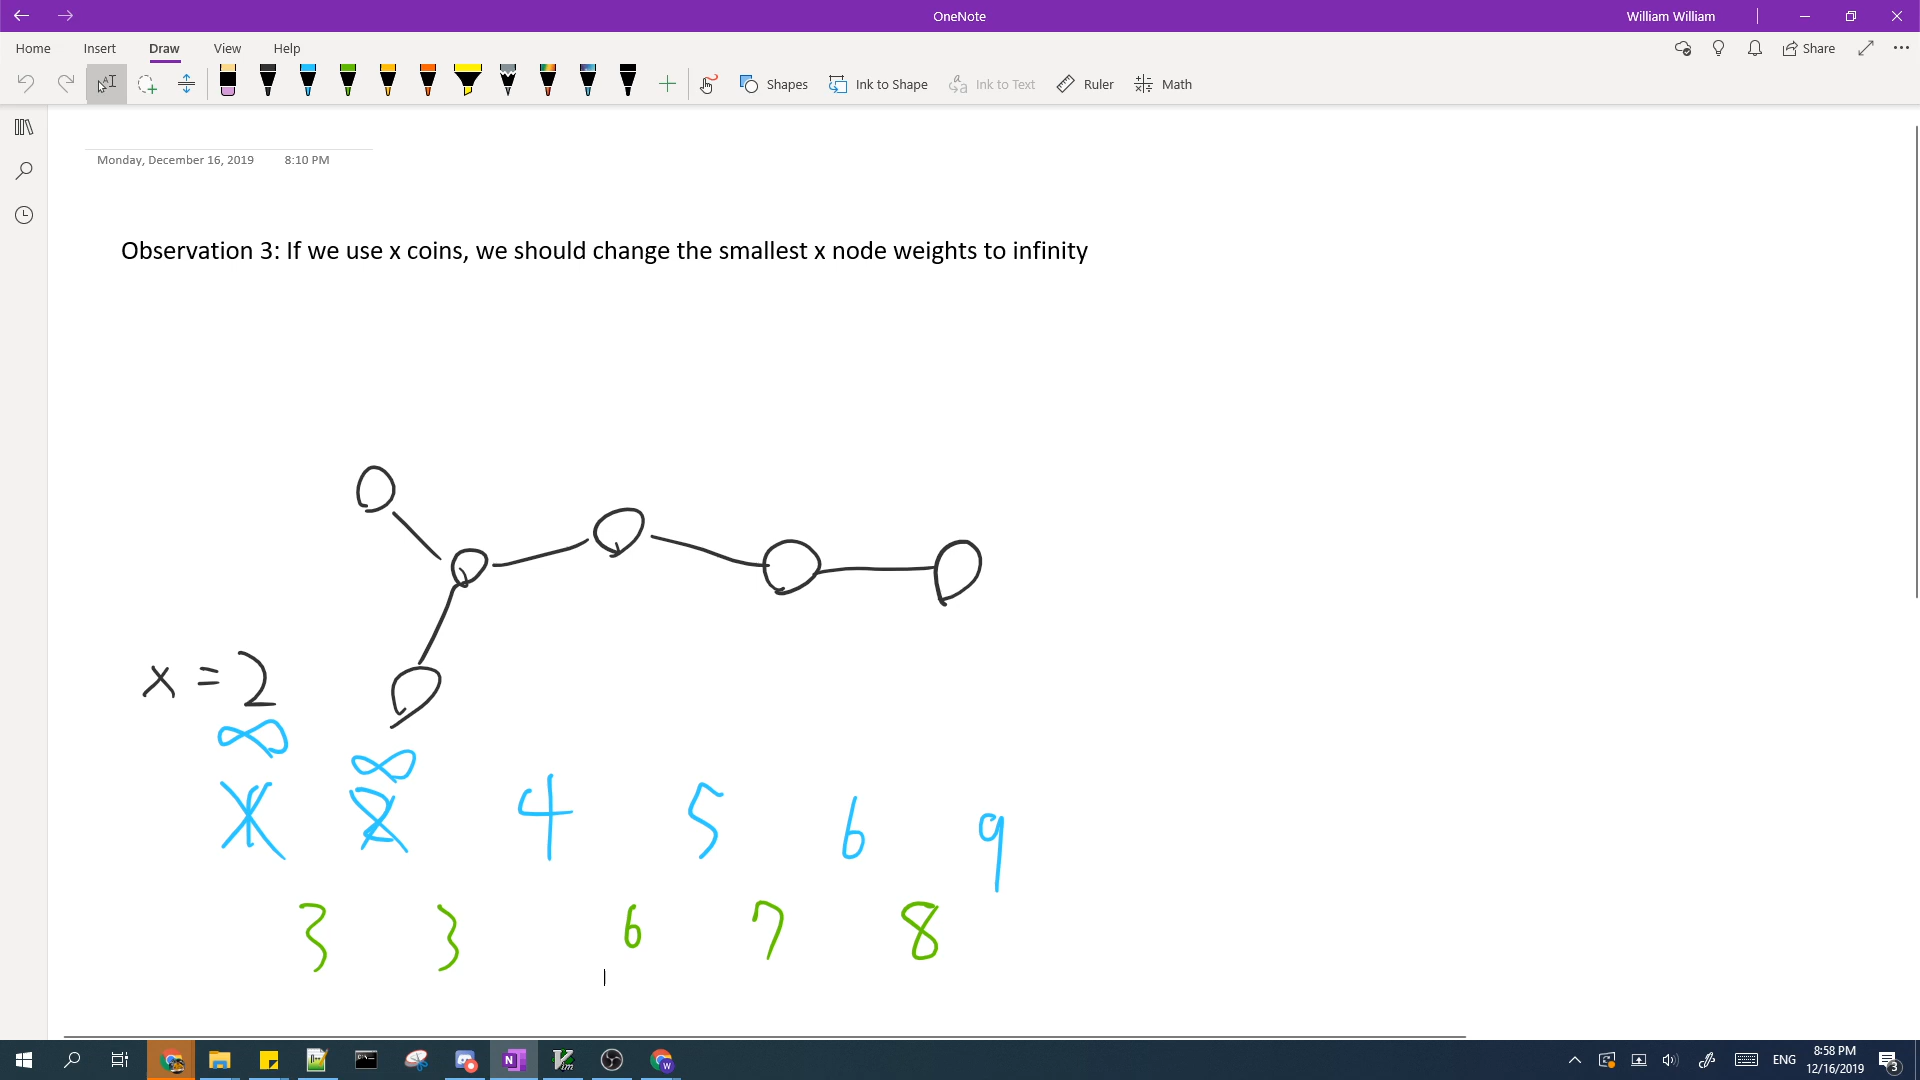 OneNote
William William
Home Insert Draw View Help
Share
Shapes Ink to Shape Ink to Text Ruler Math
Monday, December 16, 2019 8:10 PM
Observation 3: If we use x coins, we should change the smallest x node weights to infinity
x = 2
∞ ∞
1 2 4 5 6 9
3 3 6 7 8
ENG
8:58 PM
12/16/2019
3